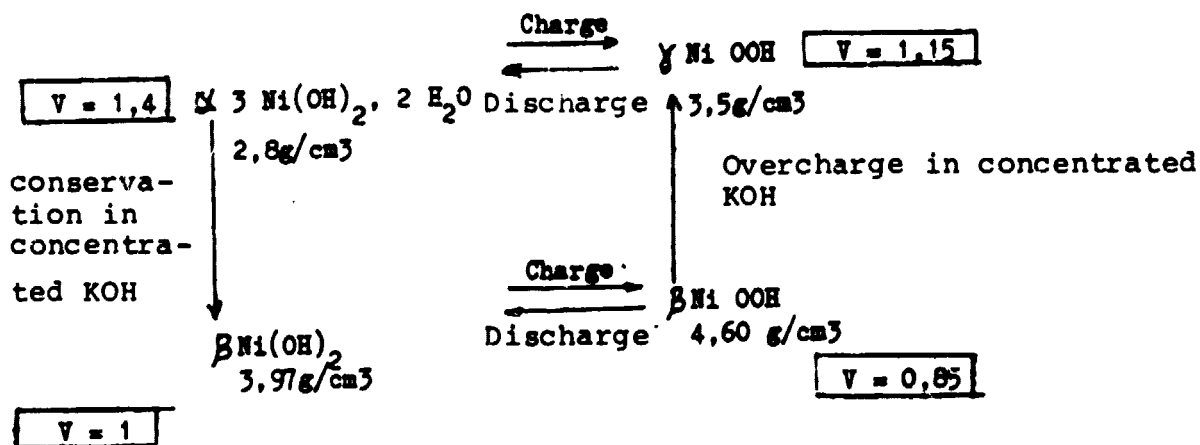 Charge
γ Ni OOH
V = 1,15
V = 1,4
α 3 Ni(OH)2, 2 H2O
Discharge
3,5g/cm3
2,8g/cm3
Overcharge in concentrated
KOH
conserva-
tion in
concentra-
ted KOH
Charge
βNi OOH
Discharge
4,60 g/cm3
βNi(OH)2
3,97g/cm3
V = 0,85
V = 1